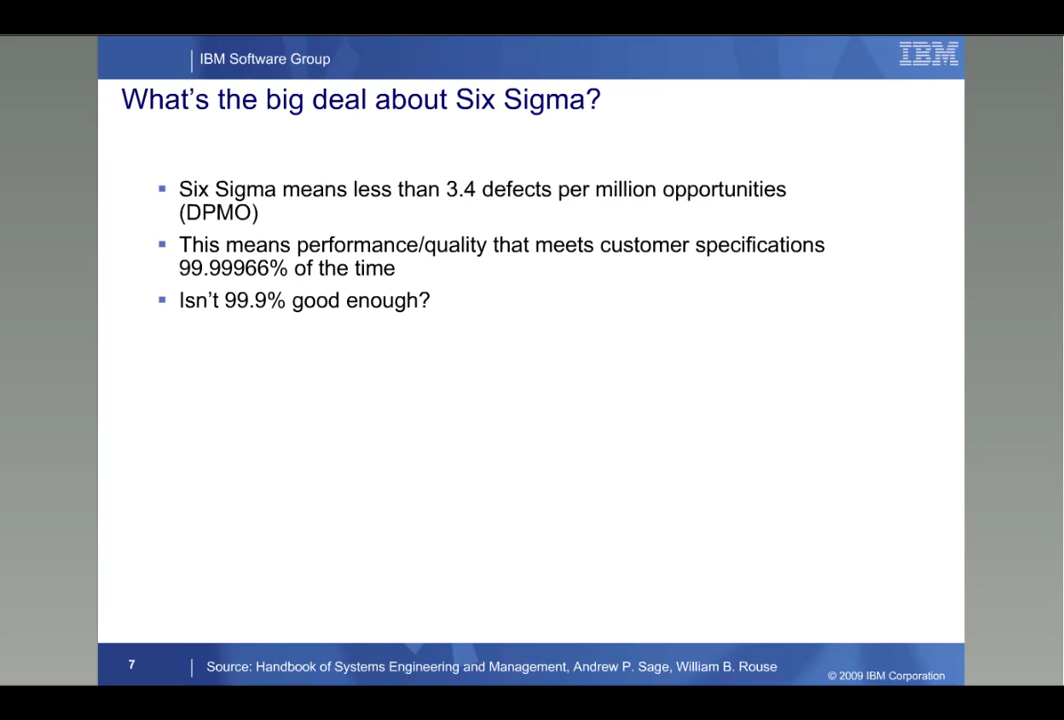 IBM Software Group
IBM
What's the big deal about Six Sigma?
▪ Six Sigma means less than 3.4 defects per million opportunities
(DPMO)
▪ This means performance/quality that meets customer specifications
99.99966% of the time
▪ Isn't 99.9% good enough?
7
Source: Handbook of Systems Engineering and Management, Andrew P. Sage, William B. Rouse
© 2009 IBM Corporation